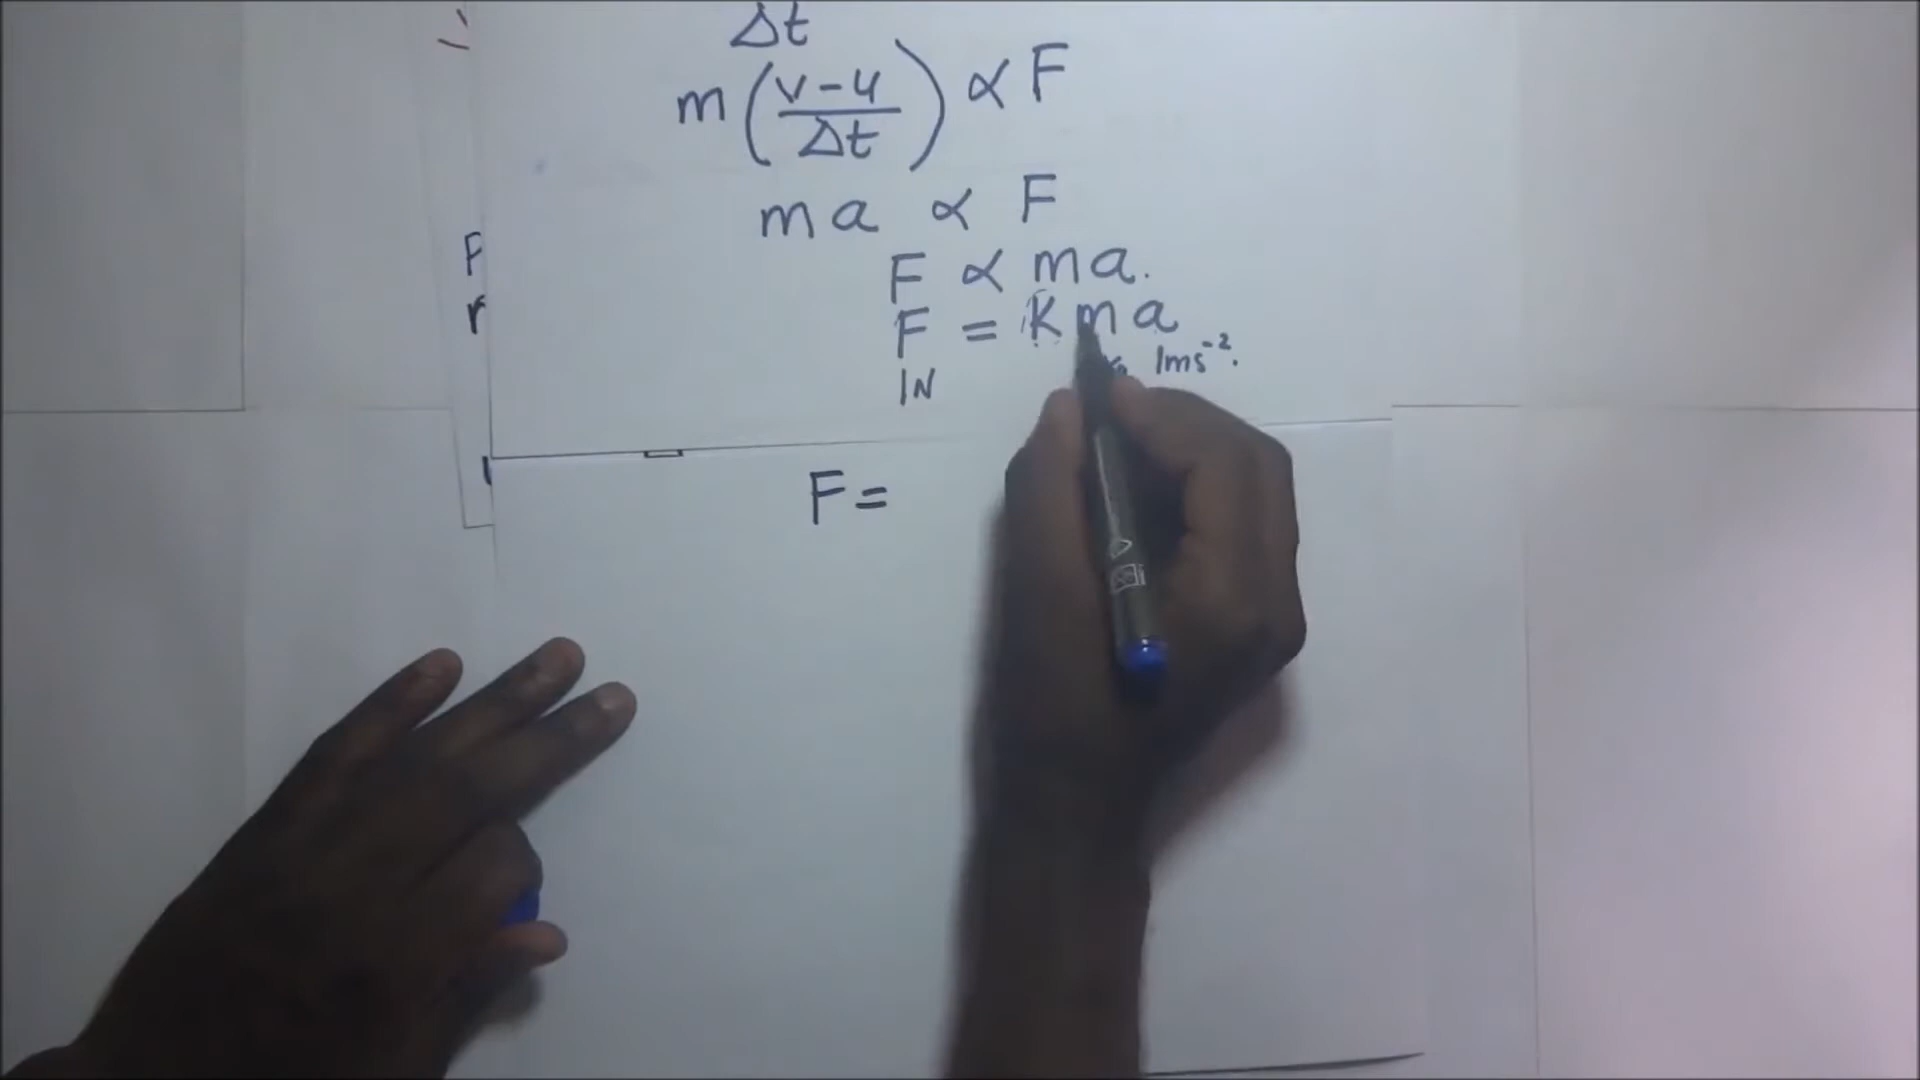 Δt
m(v-u/Δt) ∝ F
ma ∝ F
F ∝ ma.
F = Kma
1N 1ms⁻².
F=